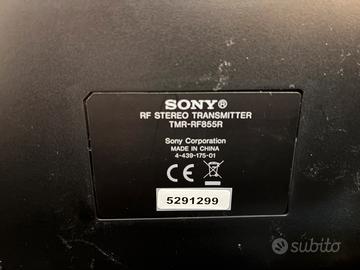 SONY®
RF STEREO TRANSMITTER
TMR-RF855R
Sony Corporation
MADE IN CHINA
4-439-175-01
CE
5291299
subito